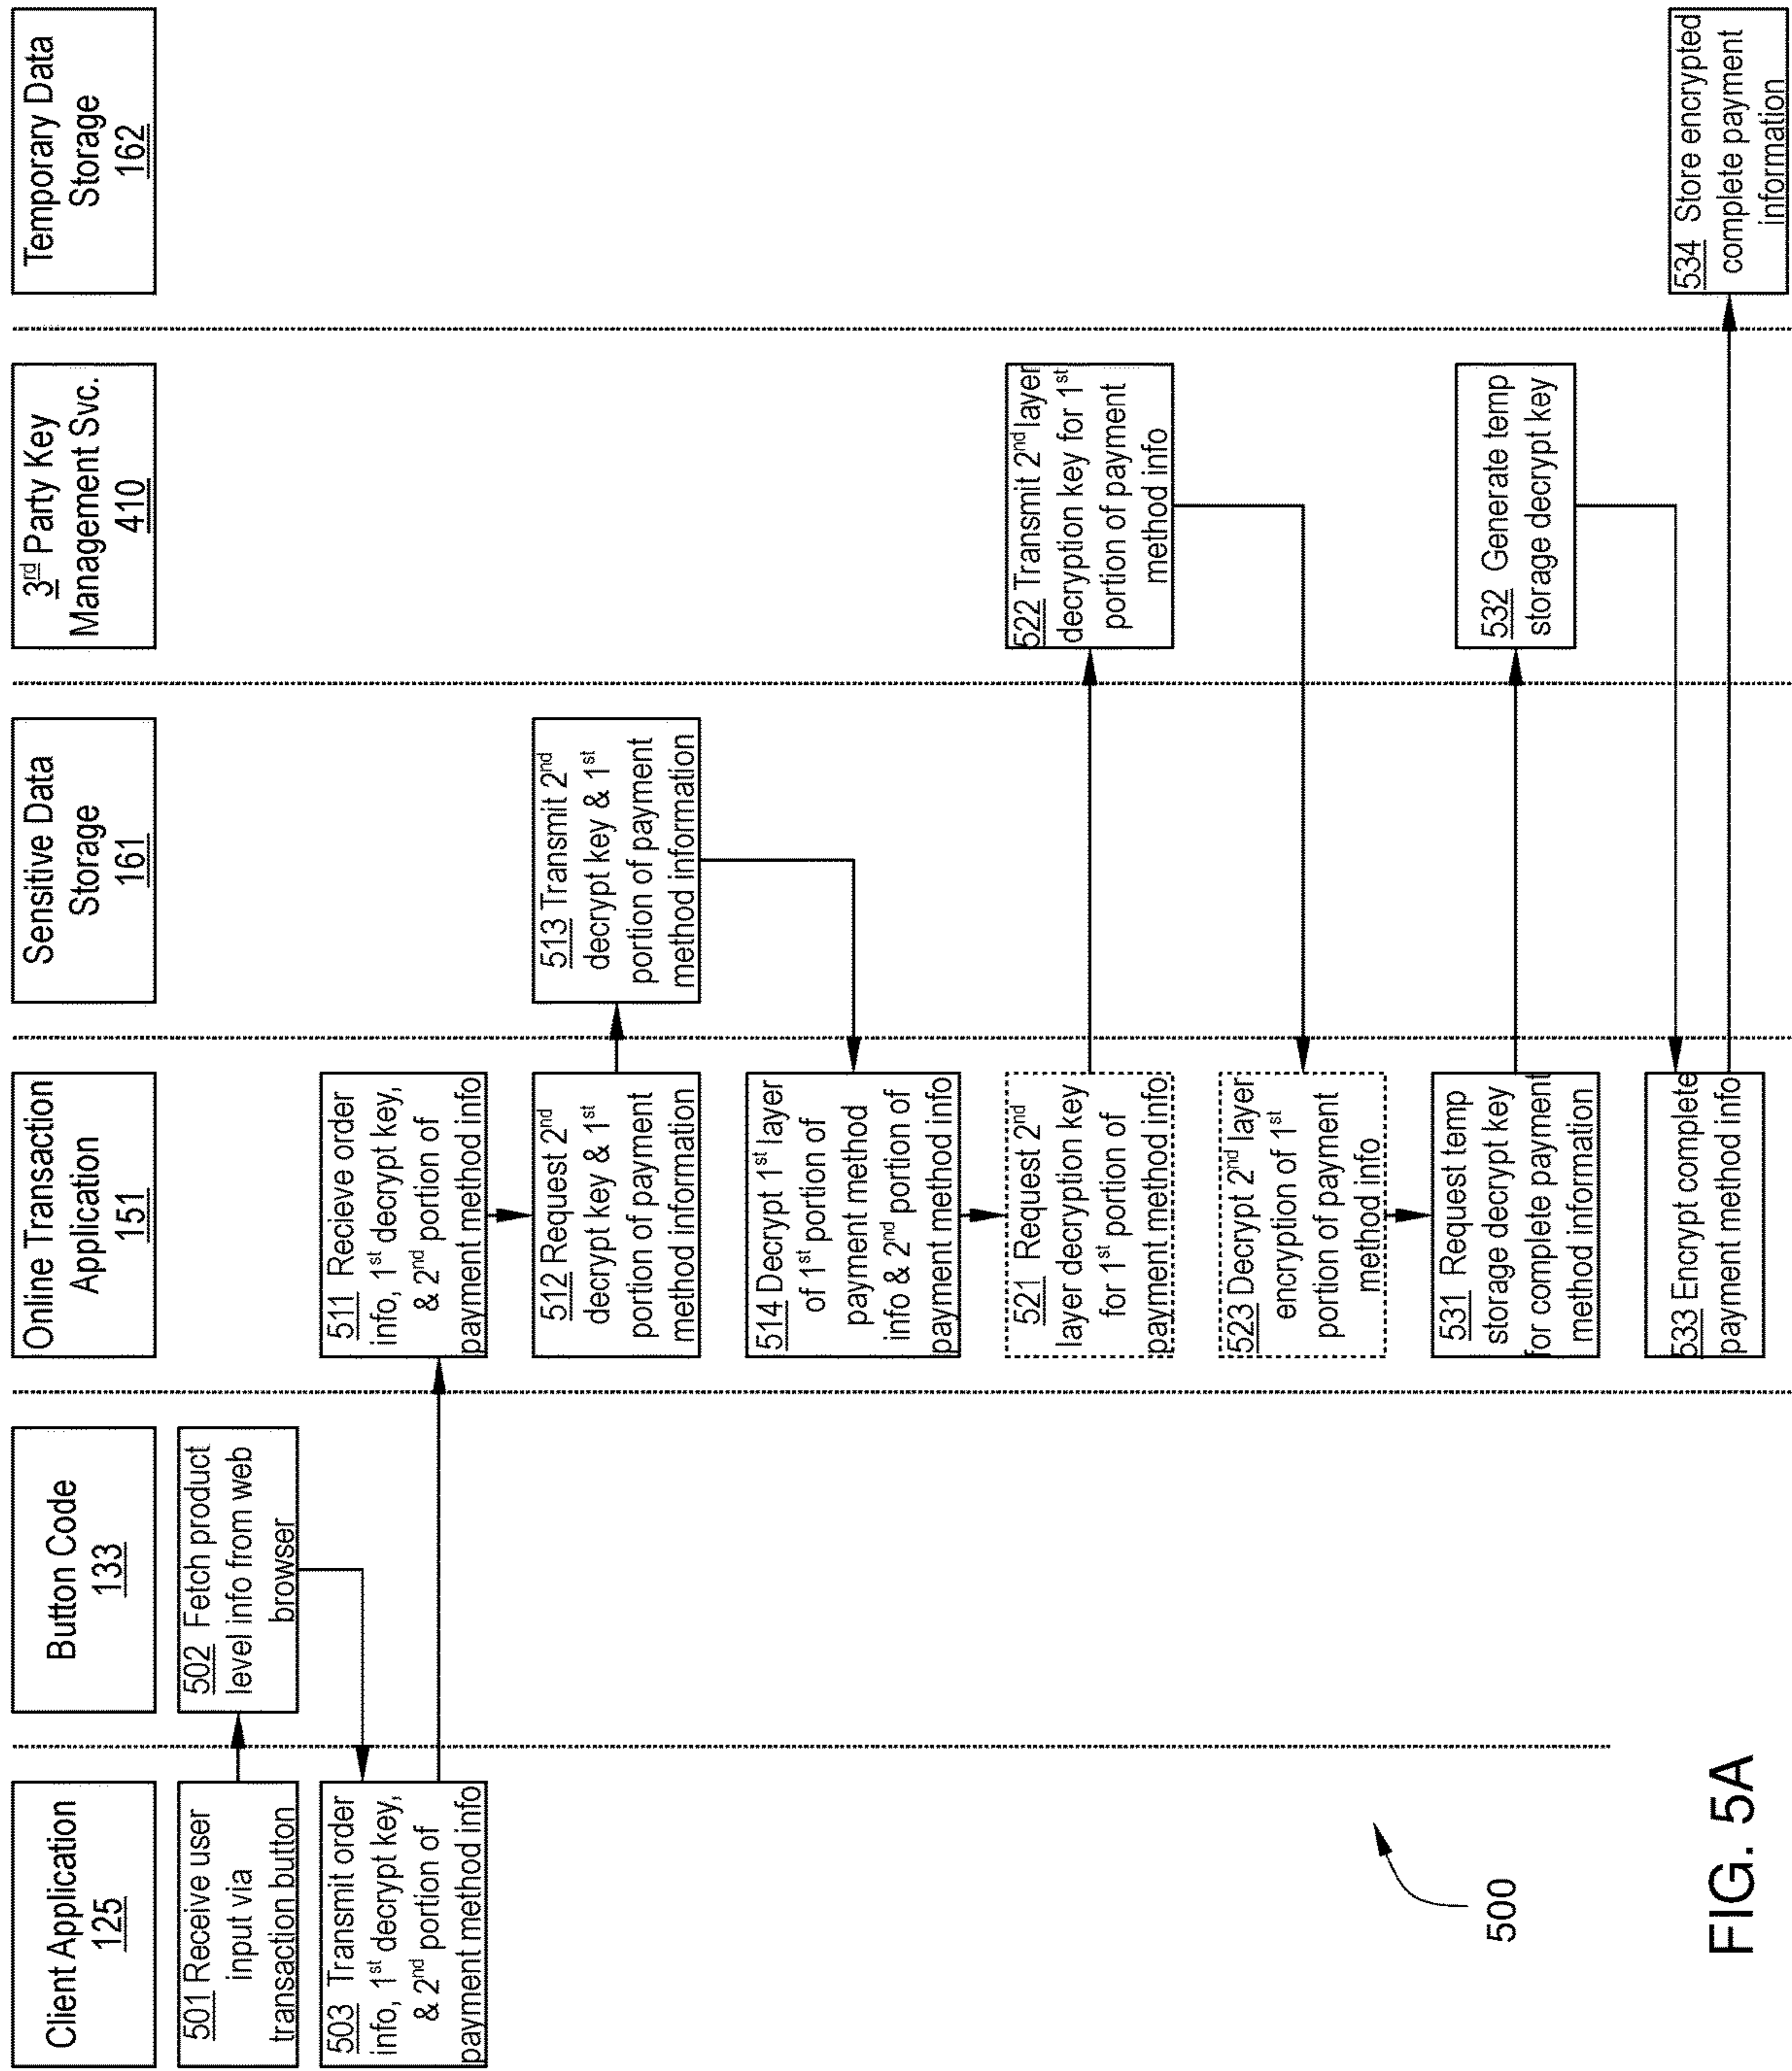 Client Application
125
Button Code
133
Online Transaction
Application
151
Sensitive Data
Storage
161
3rd Party Key
Management Svc.
410
Temporary Data
Storage
162
501 Receive user
input via
transaction button
502 Fetch product
level info from web
browser
503 Transmit order
info, 1st decrypt key,
& 2nd portion of
payment method info
511 Recieve order
info, 1st decrypt key,
& 2nd portion of
payment method info
512 Request 2nd
decrypt key & 1st
portion of payment
method information
513 Transmit 2nd
decrypt key & 1st
portion of payment
method information
514 Decrypt 1st layer
of 1st portion of
payment method
info & 2nd portion of
payment method info
521 Request 2nd
layer decryption key
for 1st portion of
payment method info
522 Transmit 2nd layer
decryption key for 1st
portion of payment
method info
523 Decrypt 2nd layer
encryption of 1st
portion of payment
method info
531 Request temp
storage decrypt key
for complete payment
method information
532 Generate temp
storage decrypt key
533 Encrypt complete
payment method info
534 Store encrypted
complete payment
information
500
FIG. 5A